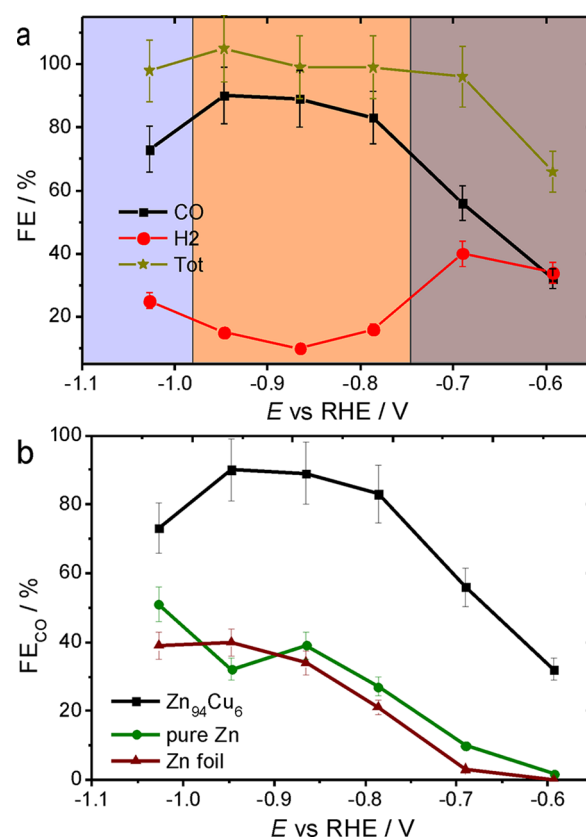 a
100
80
60
40
20
FE / %
CO
H2
Tot
-1.1 -1.0 -0.9 -0.8 -0.7 -0.6
E vs RHE / V
b
100
80
60
40
20
0
FE_CO / %
Zn₉₄Cu₆
pure Zn
Zn foil
-1.1 -1.0 -0.9 -0.8 -0.7 -0.6
E vs RHE / V